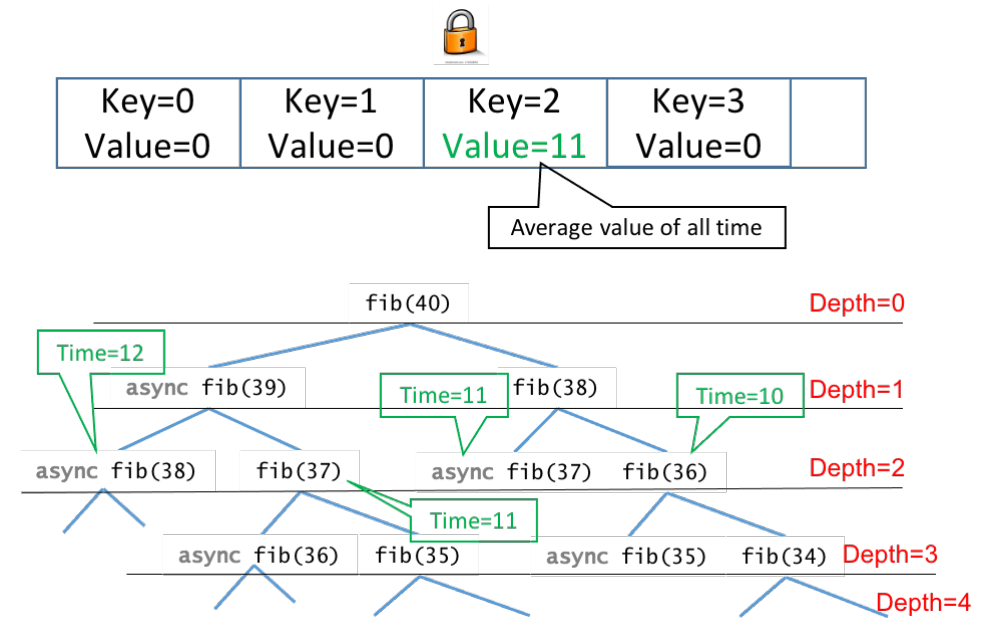 Key=0 Key=1 Key=2 Key=3
Value=0 Value=0 Value=11 Value=0
Average value of all time
fib(40) Depth=0
Time=12
async fib(39) fib(38) Depth=1
Time=11 Time=10
async fib(38) fib(37) async fib(37) fib(36) Depth=2
Time=11
async fib(36) fib(35) async fib(35) fib(34) Depth=3
Depth=4